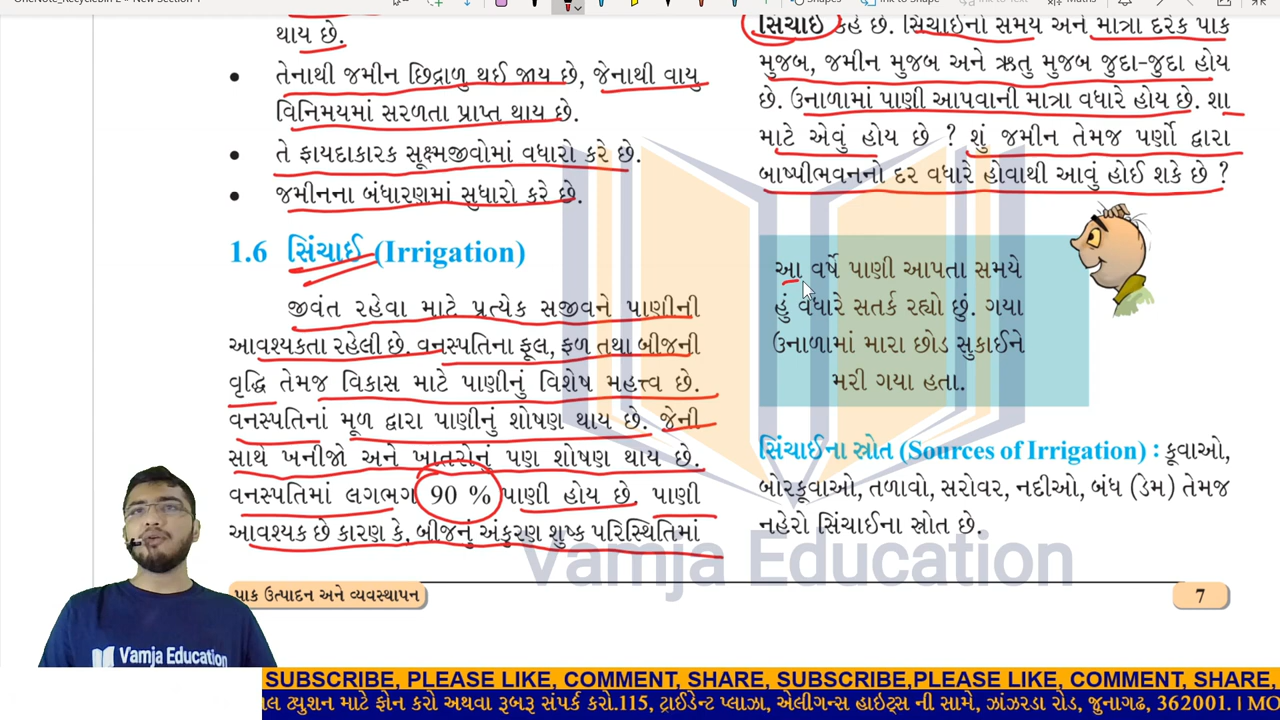 થાય છે.
• તેનાથી જમીન છિદ્રાળુ થઈ જાય છે, જેનાથી વાયુ
વિનિમયમાં સરળતા પ્રાપ્ત થાય છે.
• તે ફાયદાકારક સૂક્ષ્મજીવોમાં વધારો કરે છે.
• જમીનના બંધારણમાં સુધારો કરે છે.
1.6 સિંચાઈ (Irrigation)
જીવંત રહેવા માટે પ્રત્યેક સજીવને પાણીની
આવશ્યકતા રહેલી છે. વનસ્પતિના ફૂલ, ફળ તથા બીજની
વૃદ્ધિ તેમજ વિકાસ માટે પાણીનું વિશેષ મહત્ત્વ છે.
વનસ્પતિનાં મૂળ દ્વારા પાણીનું શોષણ થાય છે. જેની
સાથે ખનીજો અને ખાતરોનું પણ શોષણ થાય છે.
વનસ્પતિમાં લગભગ 90 % પાણી હોય છે. પાણી
આવશ્યક છે કારણ કે, બીજનું અંકુરણ શુષ્ક પરિસ્થિતિમાં
સિંચાઈ કહે છે. સિંચાઈનો સમય અને માત્રા દરેક પાક
મુજબ, જમીન મુજબ અને ઋતુ મુજબ જુદા-જુદા હોય
છે. ઉનાળામાં પાણી આપવાની માત્રા વધારે હોય છે. શા
માટે એવું હોય છે ? શું જમીન તેમજ પર્ણો દ્વારા
બાષ્પીભવનનો દર વધારે હોવાથી આવું હોઈ શકે છે ?
આ વર્ષે પાણી આપતા સમયે
હું વધારે સતર્ક રહ્યો છું. ગયા
ઉનાળામાં મારા છોડ સુકાઈને
મરી ગયા હતા.
સિંચાઈના સ્રોત (Sources of Irrigation) : કૂવાઓ,
બોરકૂવાઓ, તળાવો, સરોવર, નદીઓ, બંધ (ડેમ) તેમજ
નહેરો સિંચાઈના સ્રોત છે.
Vamja Education
પાક ઉત્પાદન અને વ્યવસ્થાપન
7
Vamja Education
SUBSCRIBE, PLEASE LIKE, COMMENT, SHARE, SUBSCRIBE,PLEASE LIKE, COMMENT, SHARE,
ટ્યુશન માટે ફોન કરો અથવા રૂબરૂ સંપર્ક કરો.115, ટ્રાઈડેન્ટ પ્લાઝા, એલીગન્સ હાઇટ્સ ની સામે, ઝાંઝરડા રોડ, જુનાગઢ, 362001. |